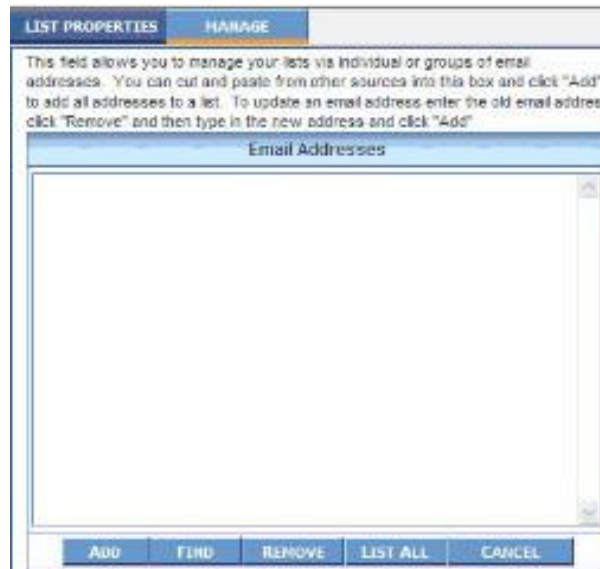 LIST PROPERTIES MANAGE
This field allows you to manage your lists via individual or groups of email
addresses. You can cut and paste from other sources into this box and click "Add"
to add all addresses to a list. To update an email address enter the old email addres
click "Remove" and then type in the new address and click "Add"
Email Addresses
ADD FIND REMOVE LIST ALL CANCEL